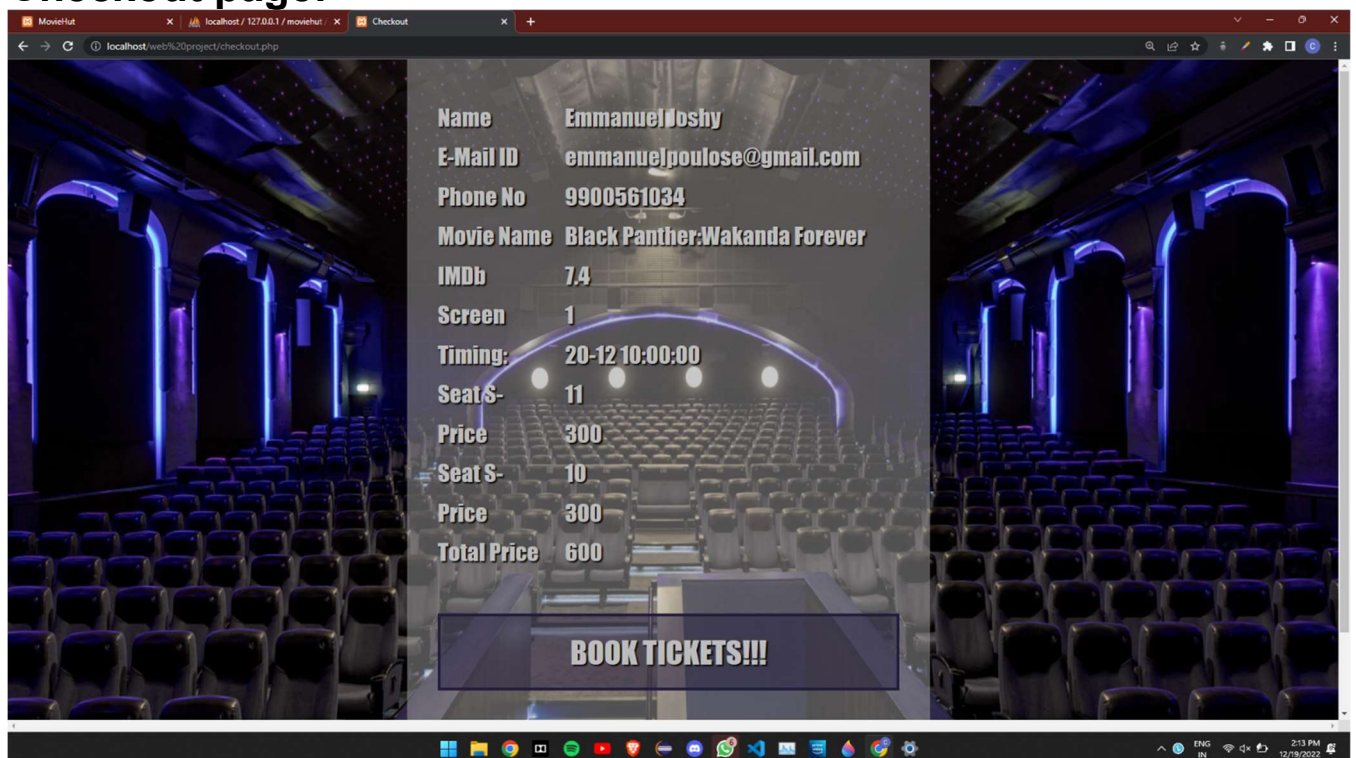 Checkout page:
MovieHut
localhost / 127.0.0.1 / moviehut /
Checkout
localhost/web%20project/checkout.php
Name Emmanuel Joshy
E-Mail ID emmanuelpoulose@gmail.com
Phone No 9900561034
Movie Name Black Panther:Wakanda Forever
IMDb 7.4
Screen 1
Timing: 20-12 10:00:00
Seat S- 11
Price 300
Seat S- 10
Price 300
Total Price 600
BOOK TICKETS!!!
ENG
IN
2:13 PM
12/19/2022